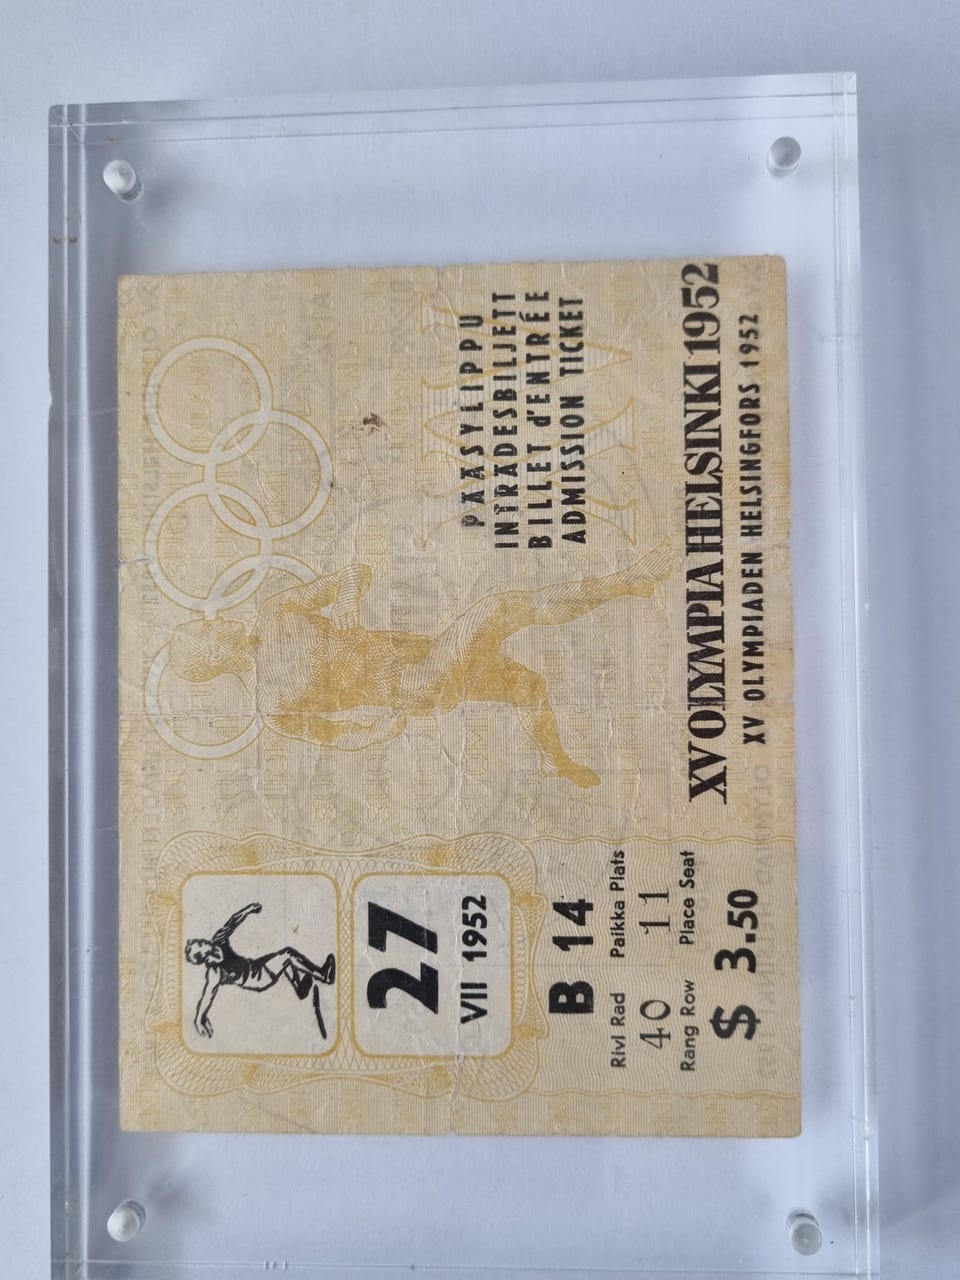 27
VII 1952
B 14
Rivi Rad Paikka Plats
40 11
Rang Row Place Seat
$ 3.50
PÄÄSYLIPPU
INTRÄDESBILJETT
BILLET d'ENTRÉE
ADMISSION TICKET
XV OLYMPIA HELSINKI 1952
XV OLYMPIADEN HELSINGFORS 1952